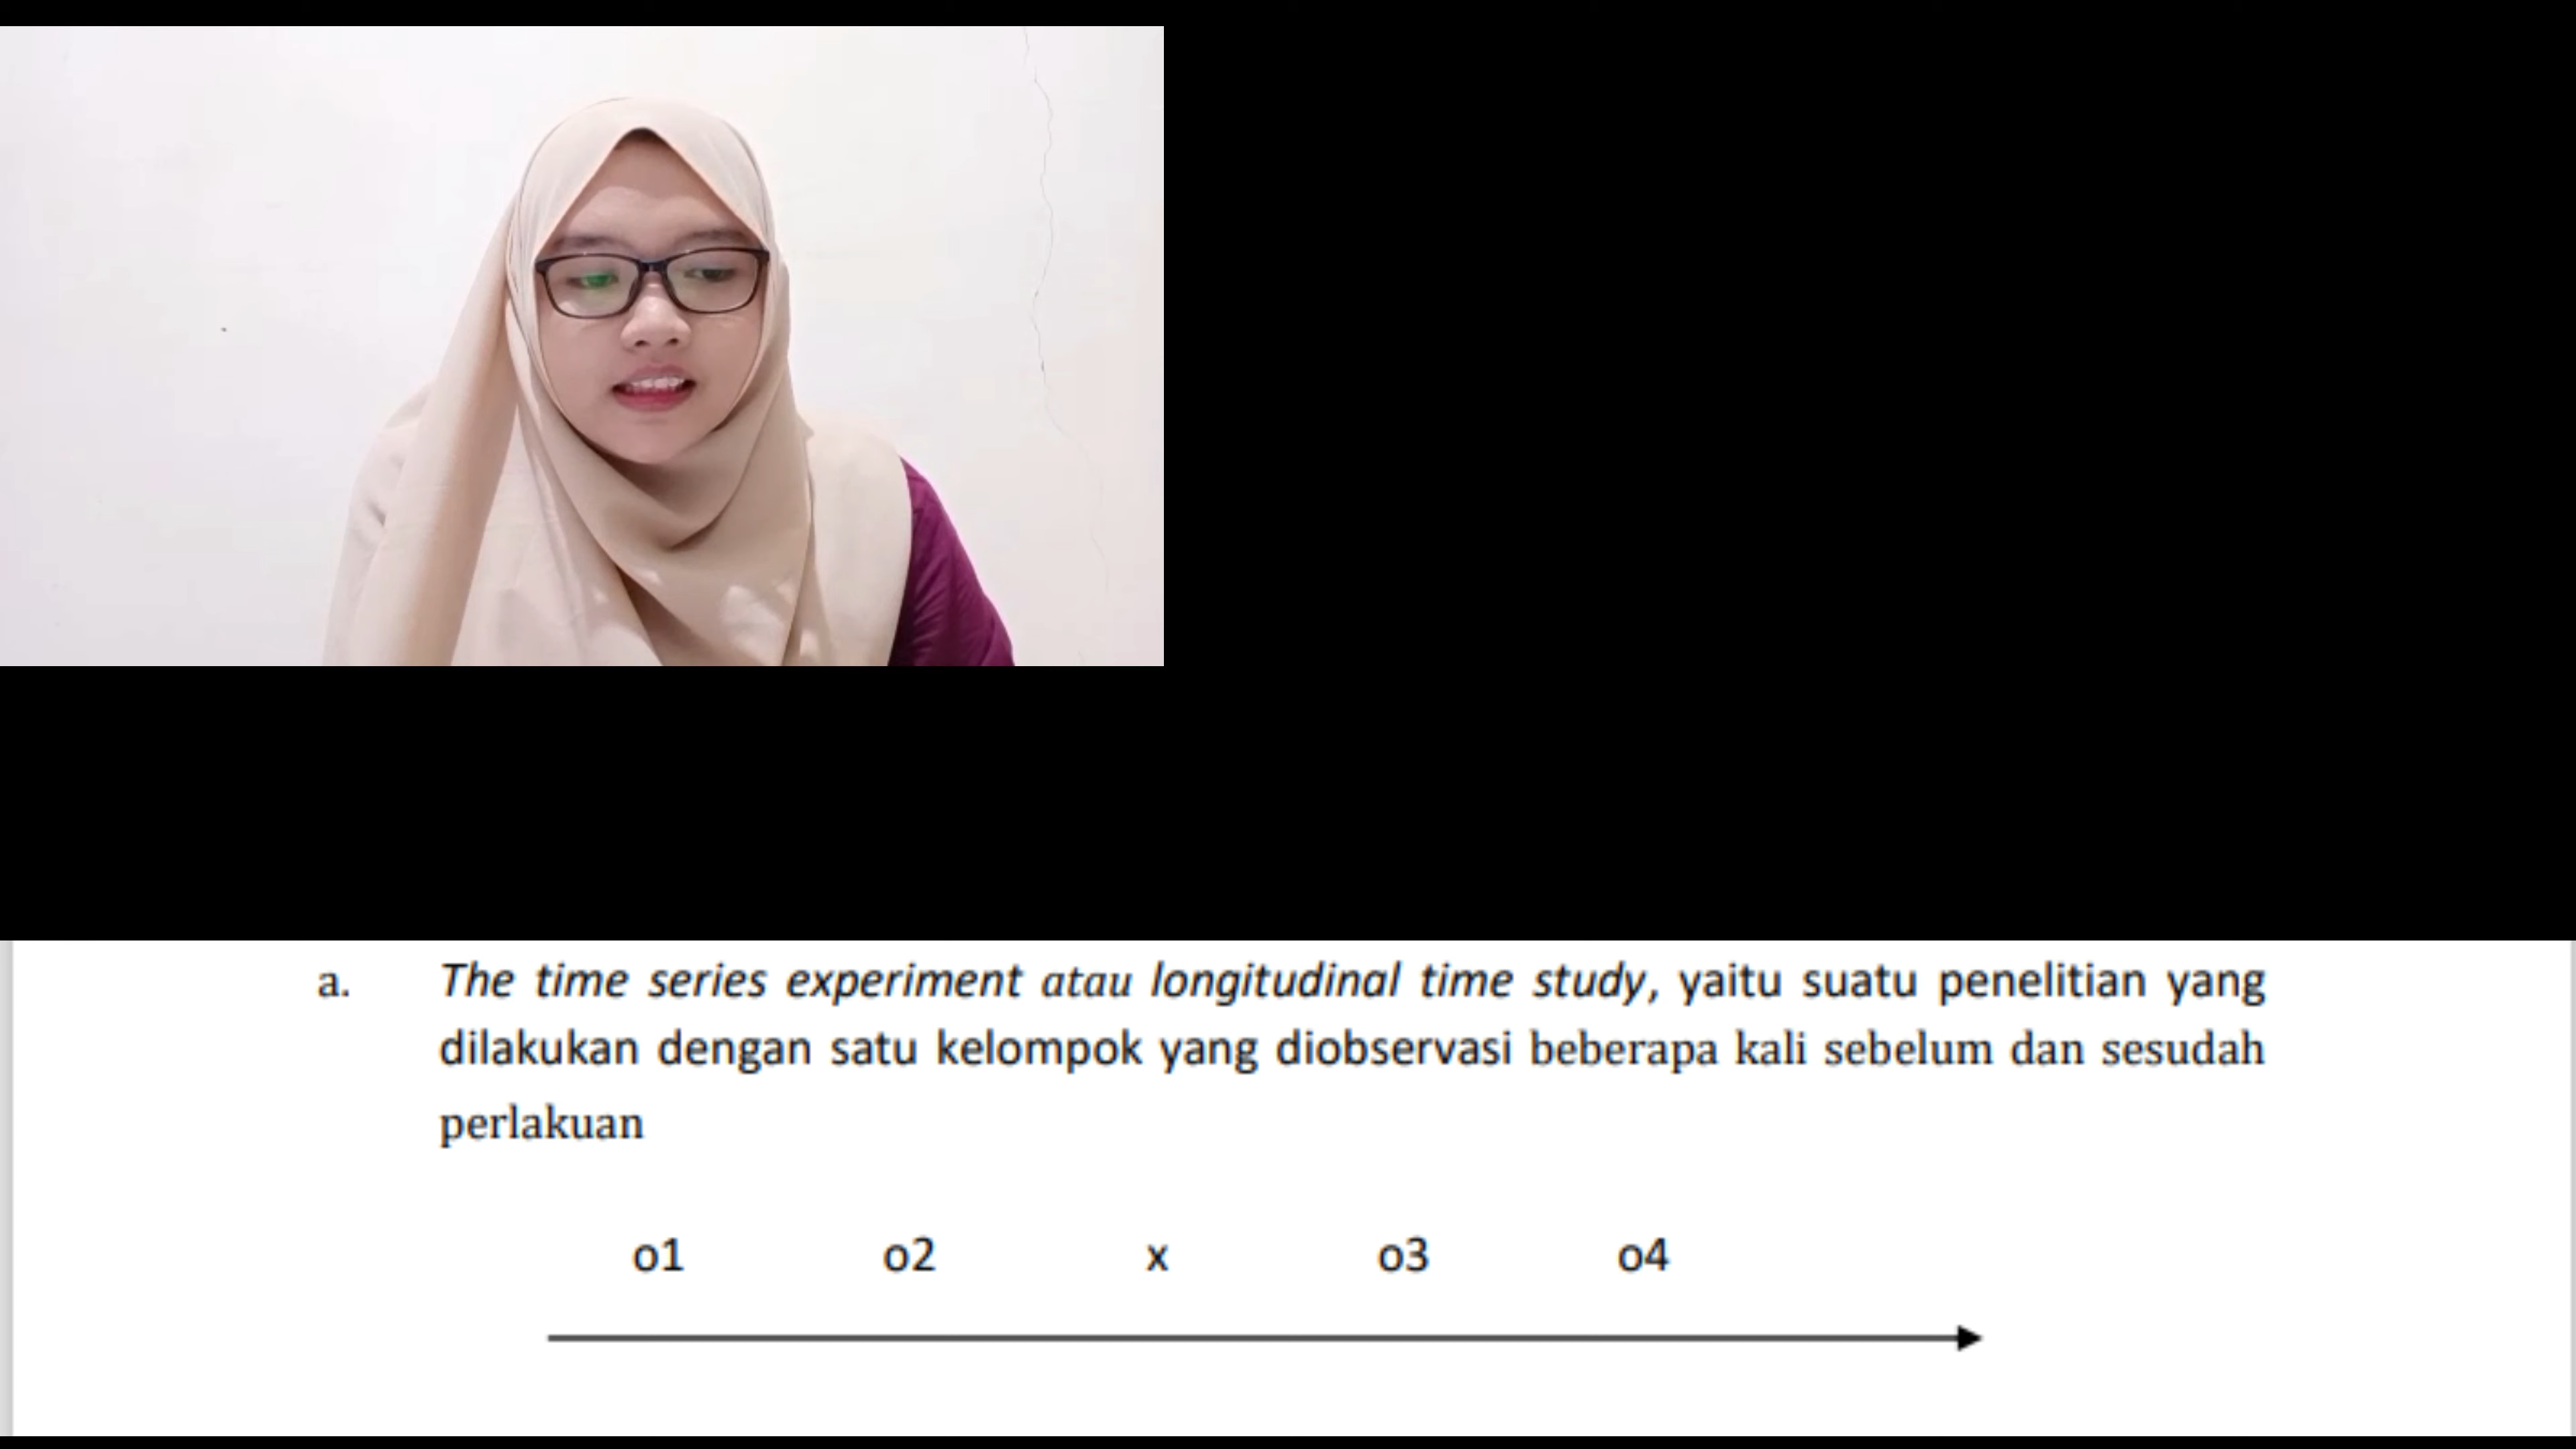 a. The time series experiment atau longitudinal time study, yaitu suatu penelitian yang
dilakukan dengan satu kelompok yang diobservasi beberapa kali sebelum dan sesudah
perlakuan
o1 o2 x o3 o4